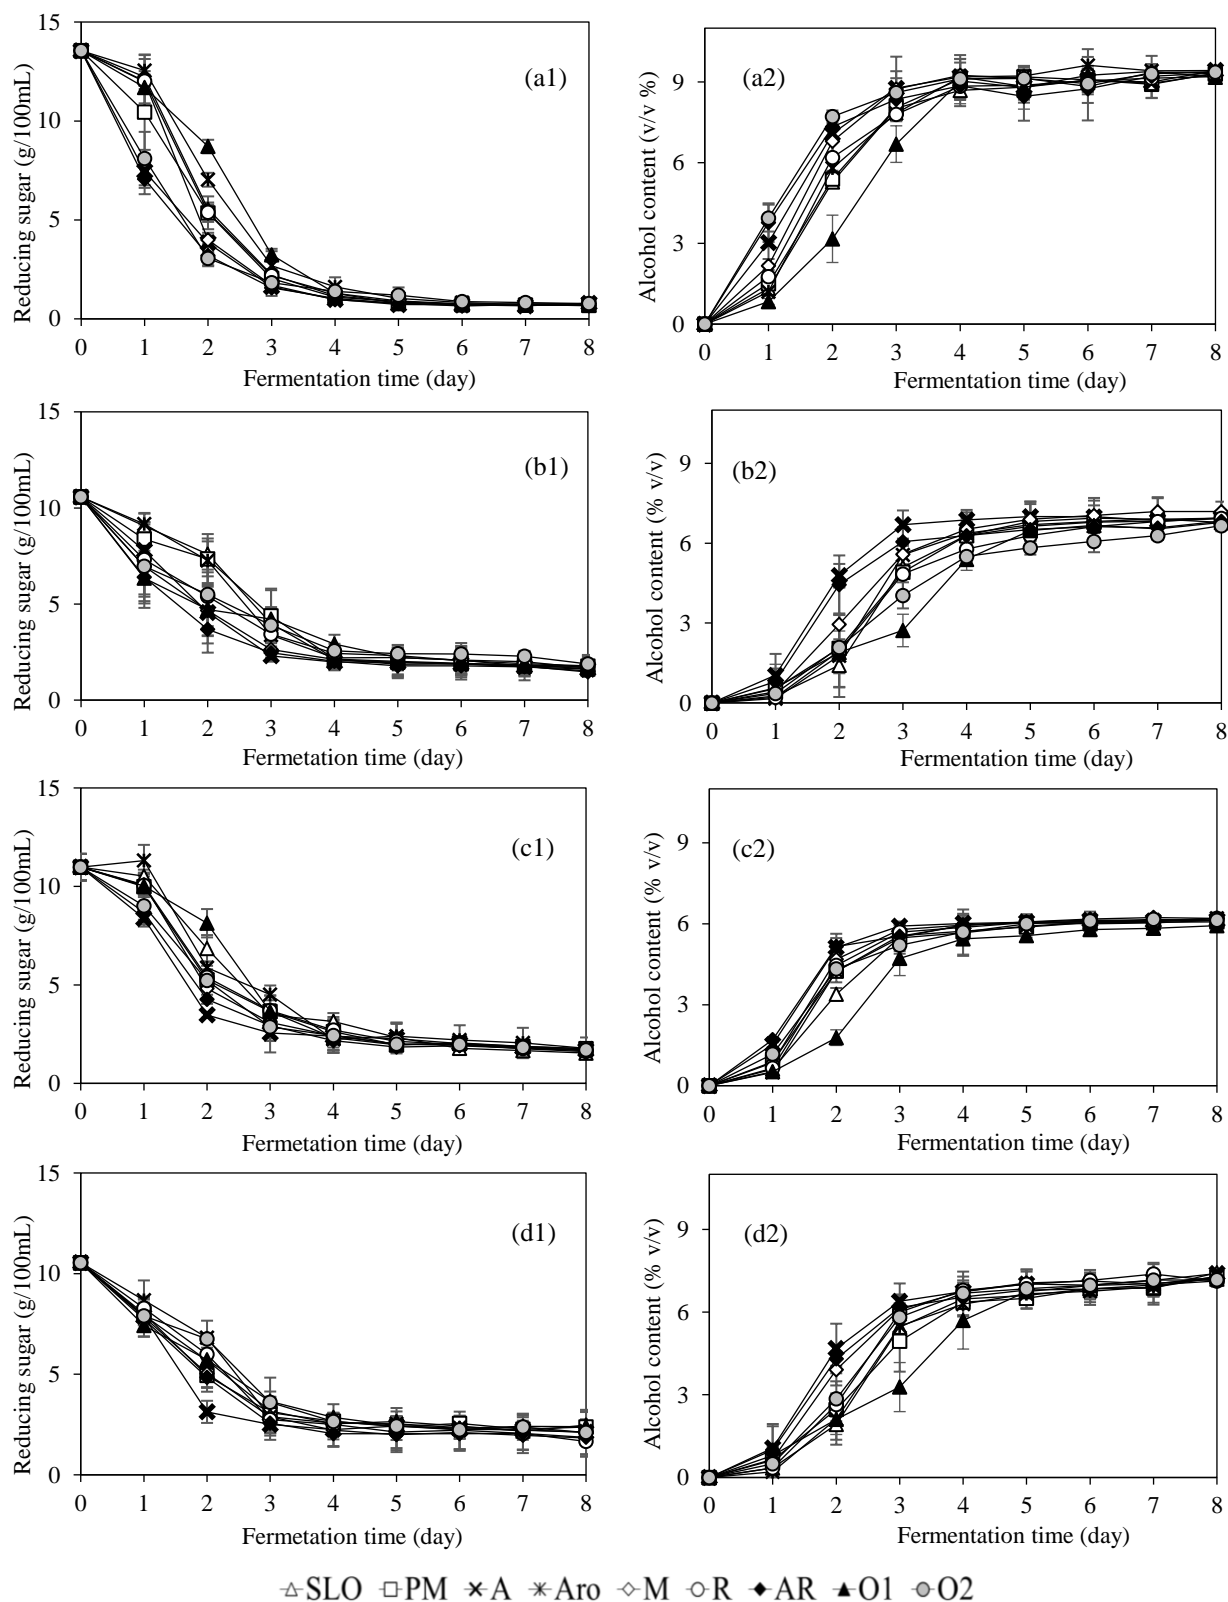 15
10
5
0
0 1 2 3 4 5 6 7 8
Reducing sugar (g/100mL)
Fermentation time (day)
(a1)
9
6
3
0
0 1 2 3 4 5 6 7 8
Alcohol content (v/v %)
Fermentation time (day)
(a2)
15
10
5
0
0 1 2 3 4 5 6 7 8
Reducing sugar (g/100mL)
Fermetation time (day)
(b1)
9
6
3
0
0 1 2 3 4 5 6 7 8
Alcohol content (% v/v)
Fermentation time (day)
(b2)
15
10
5
0
0 1 2 3 4 5 6 7 8
Reducing sugar (g/100mL)
Fermetation time (day)
(c1)
9
6
3
0
0 1 2 3 4 5 6 7 8
Alcohol content (% v/v)
Fermentation time (day)
(c2)
15
10
5
0
0 1 2 3 4 5 6 7 8
Reducing sugar (g/100mL)
Fermetation time (day)
(d1)
9
6
3
0
0 1 2 3 4 5 6 7 8
Alcohol content (% v/v)
Fermentation time (day)
(d2)
SLO PM A Aro M R AR O1 O2